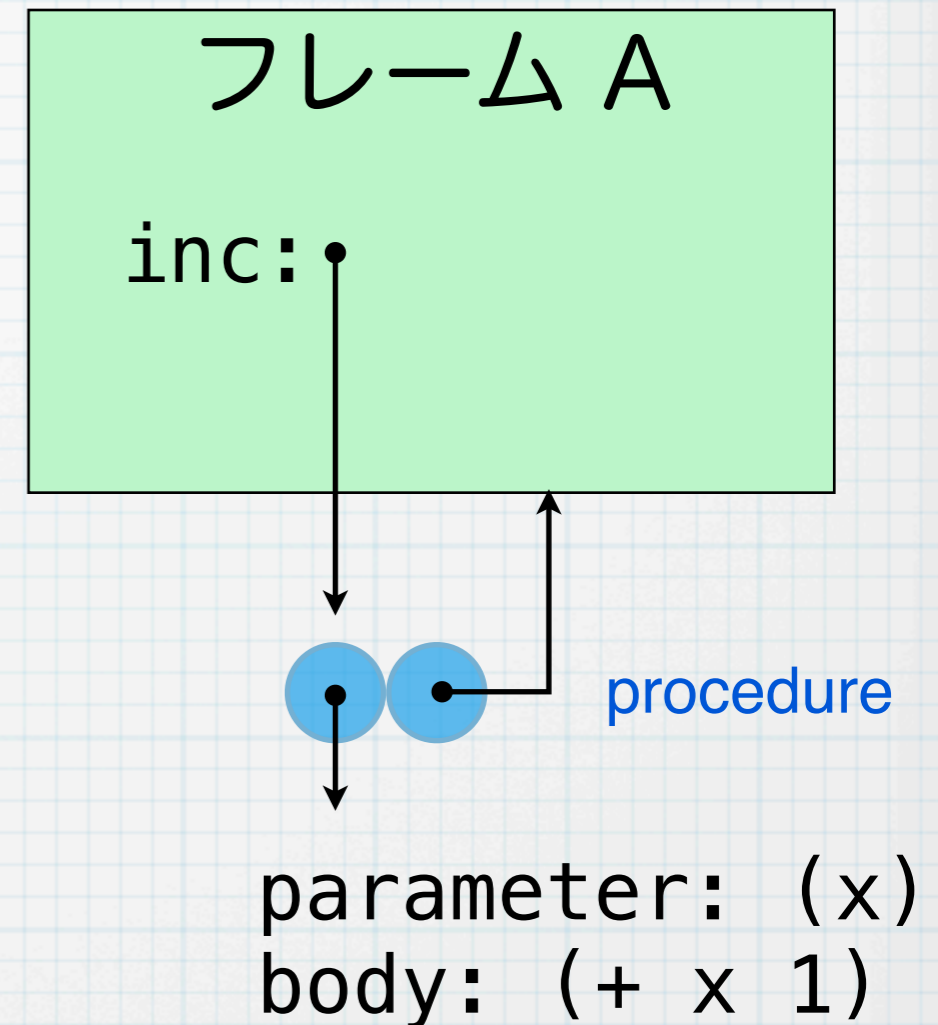 フレーム A
inc:
procedure
parameter: (x)
body: (+ x 1)